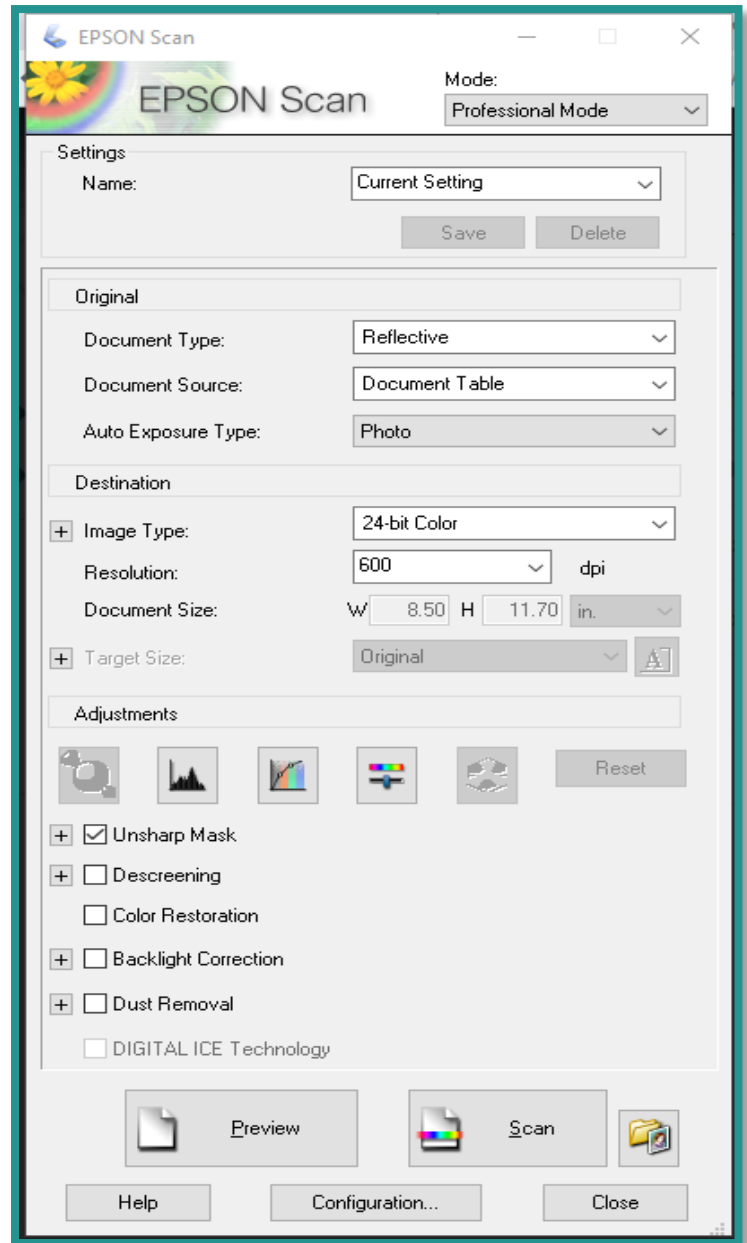 EPSON Scan
EPSON Scan
Mode:
Professional Mode
Settings
Name: Current Setting
Save Delete
Original
Document Type: Reflective
Document Source: Document Table
Auto Exposure Type: Photo
Destination
Image Type: 24-bit Color
Resolution: 600 dpi
Document Size: W 8.50 H 11.70 in.
Target Size: Original A
Adjustments
Reset
Unsharp Mask
Descreening
Color Restoration
Backlight Correction
Dust Removal
DIGITAL ICE Technology
Preview Scan
Help Configuration... Close